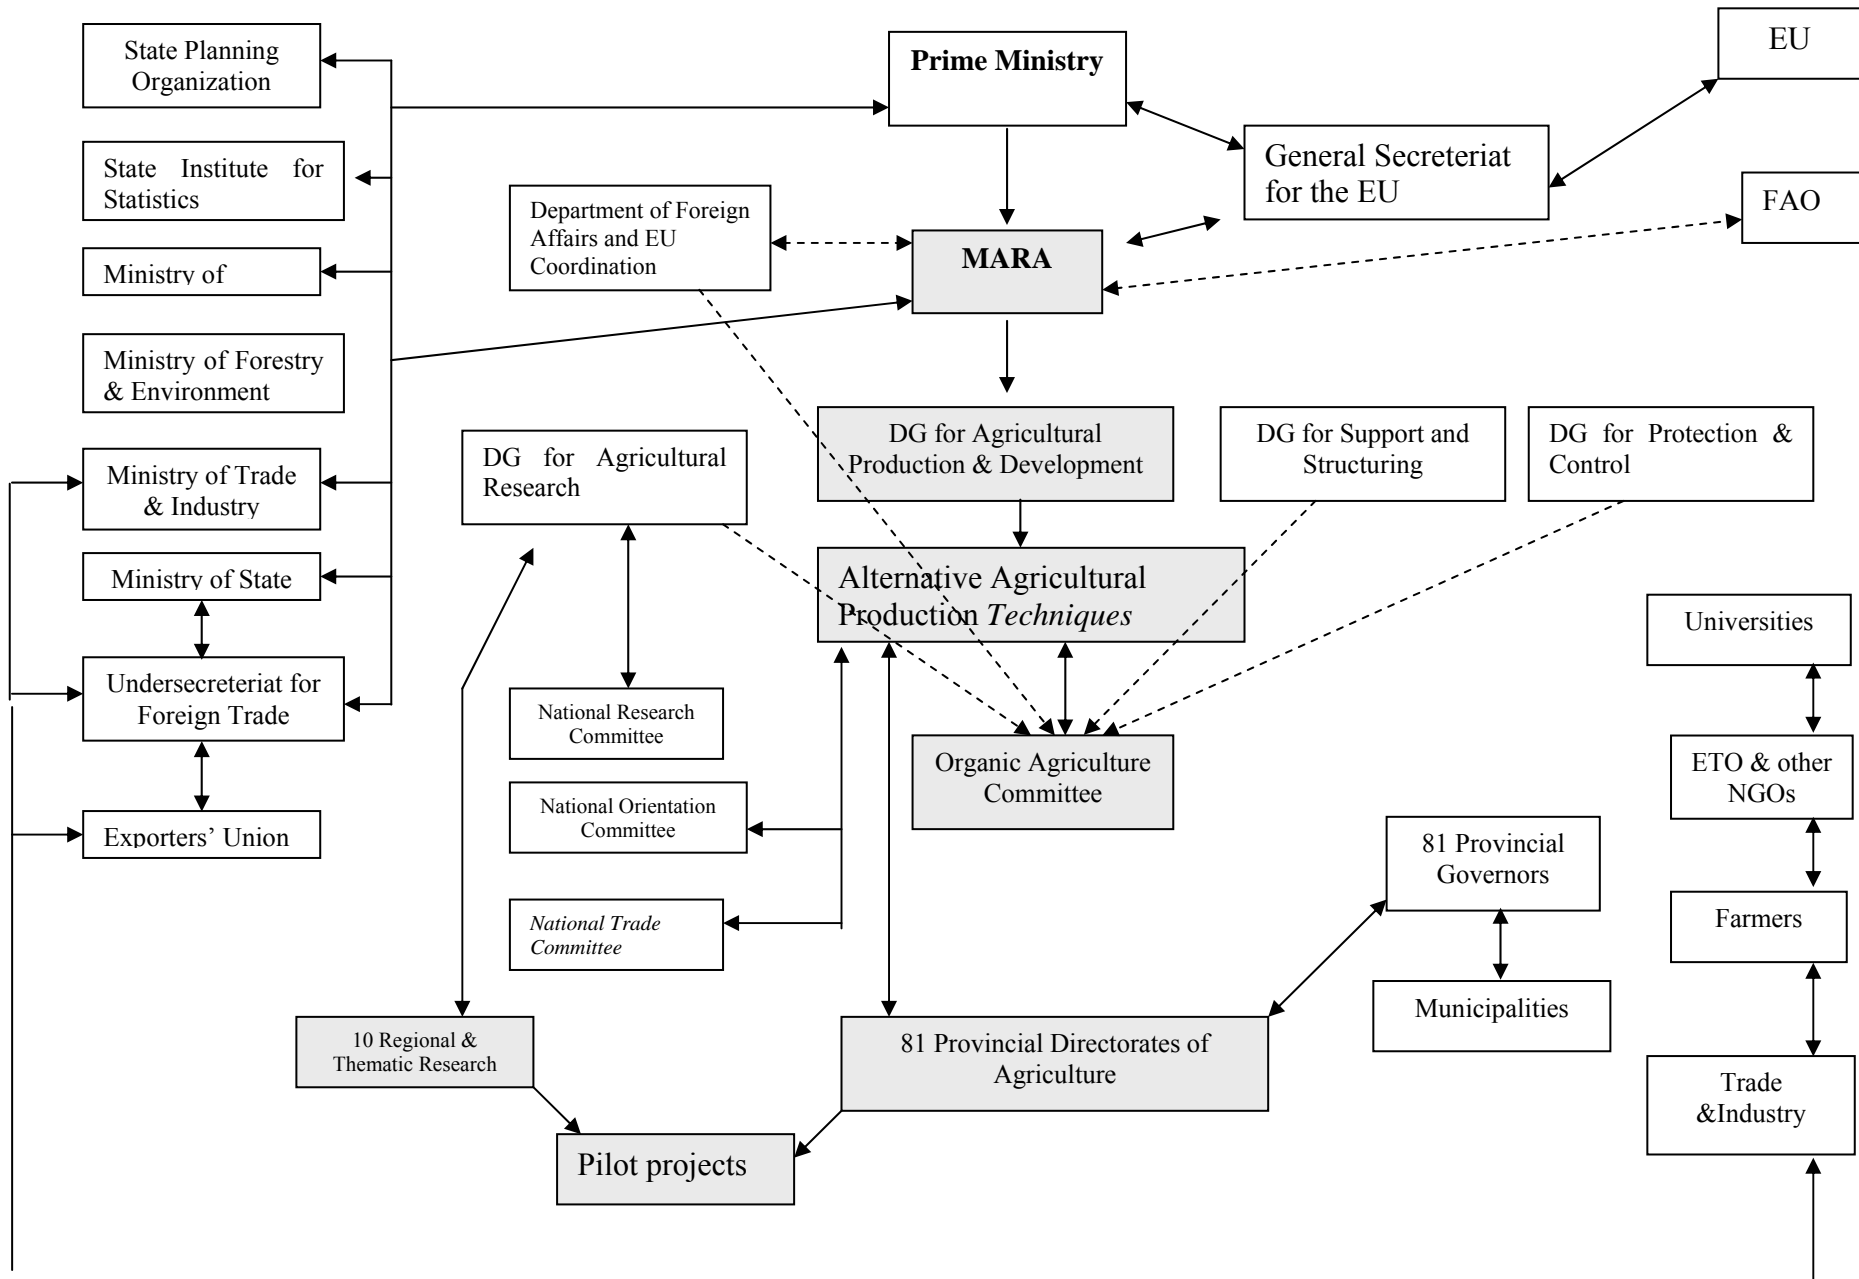 State Planning
Organization
Prime Ministry
EU
State Institute for
Statistics
General Secreteriat
for the EU
Department of Foreign
Affairs and EU
Coordination
FAO
MARA
Ministry of
Ministry of Forestry
& Environment
DG for Agricultural
Production & Development
DG for Support and
Structuring
DG for Protection &
Control
DG for Agricultural
Research
Ministry of Trade
& Industry
Ministry of State
Alternative Agricultural
Production Techniques
Universities
Undersecreteriat for
Foreign Trade
National Research
Committee
Organic Agriculture
Committee
ETO & other
NGOs
National Orientation
Committee
Exporters’ Union
81 Provincial
Governors
Farmers
National Trade
Committee
Municipalities
10 Regional &
Thematic Research
81 Provincial Directorates of
Agriculture
Trade
&Industry
Pilot projects